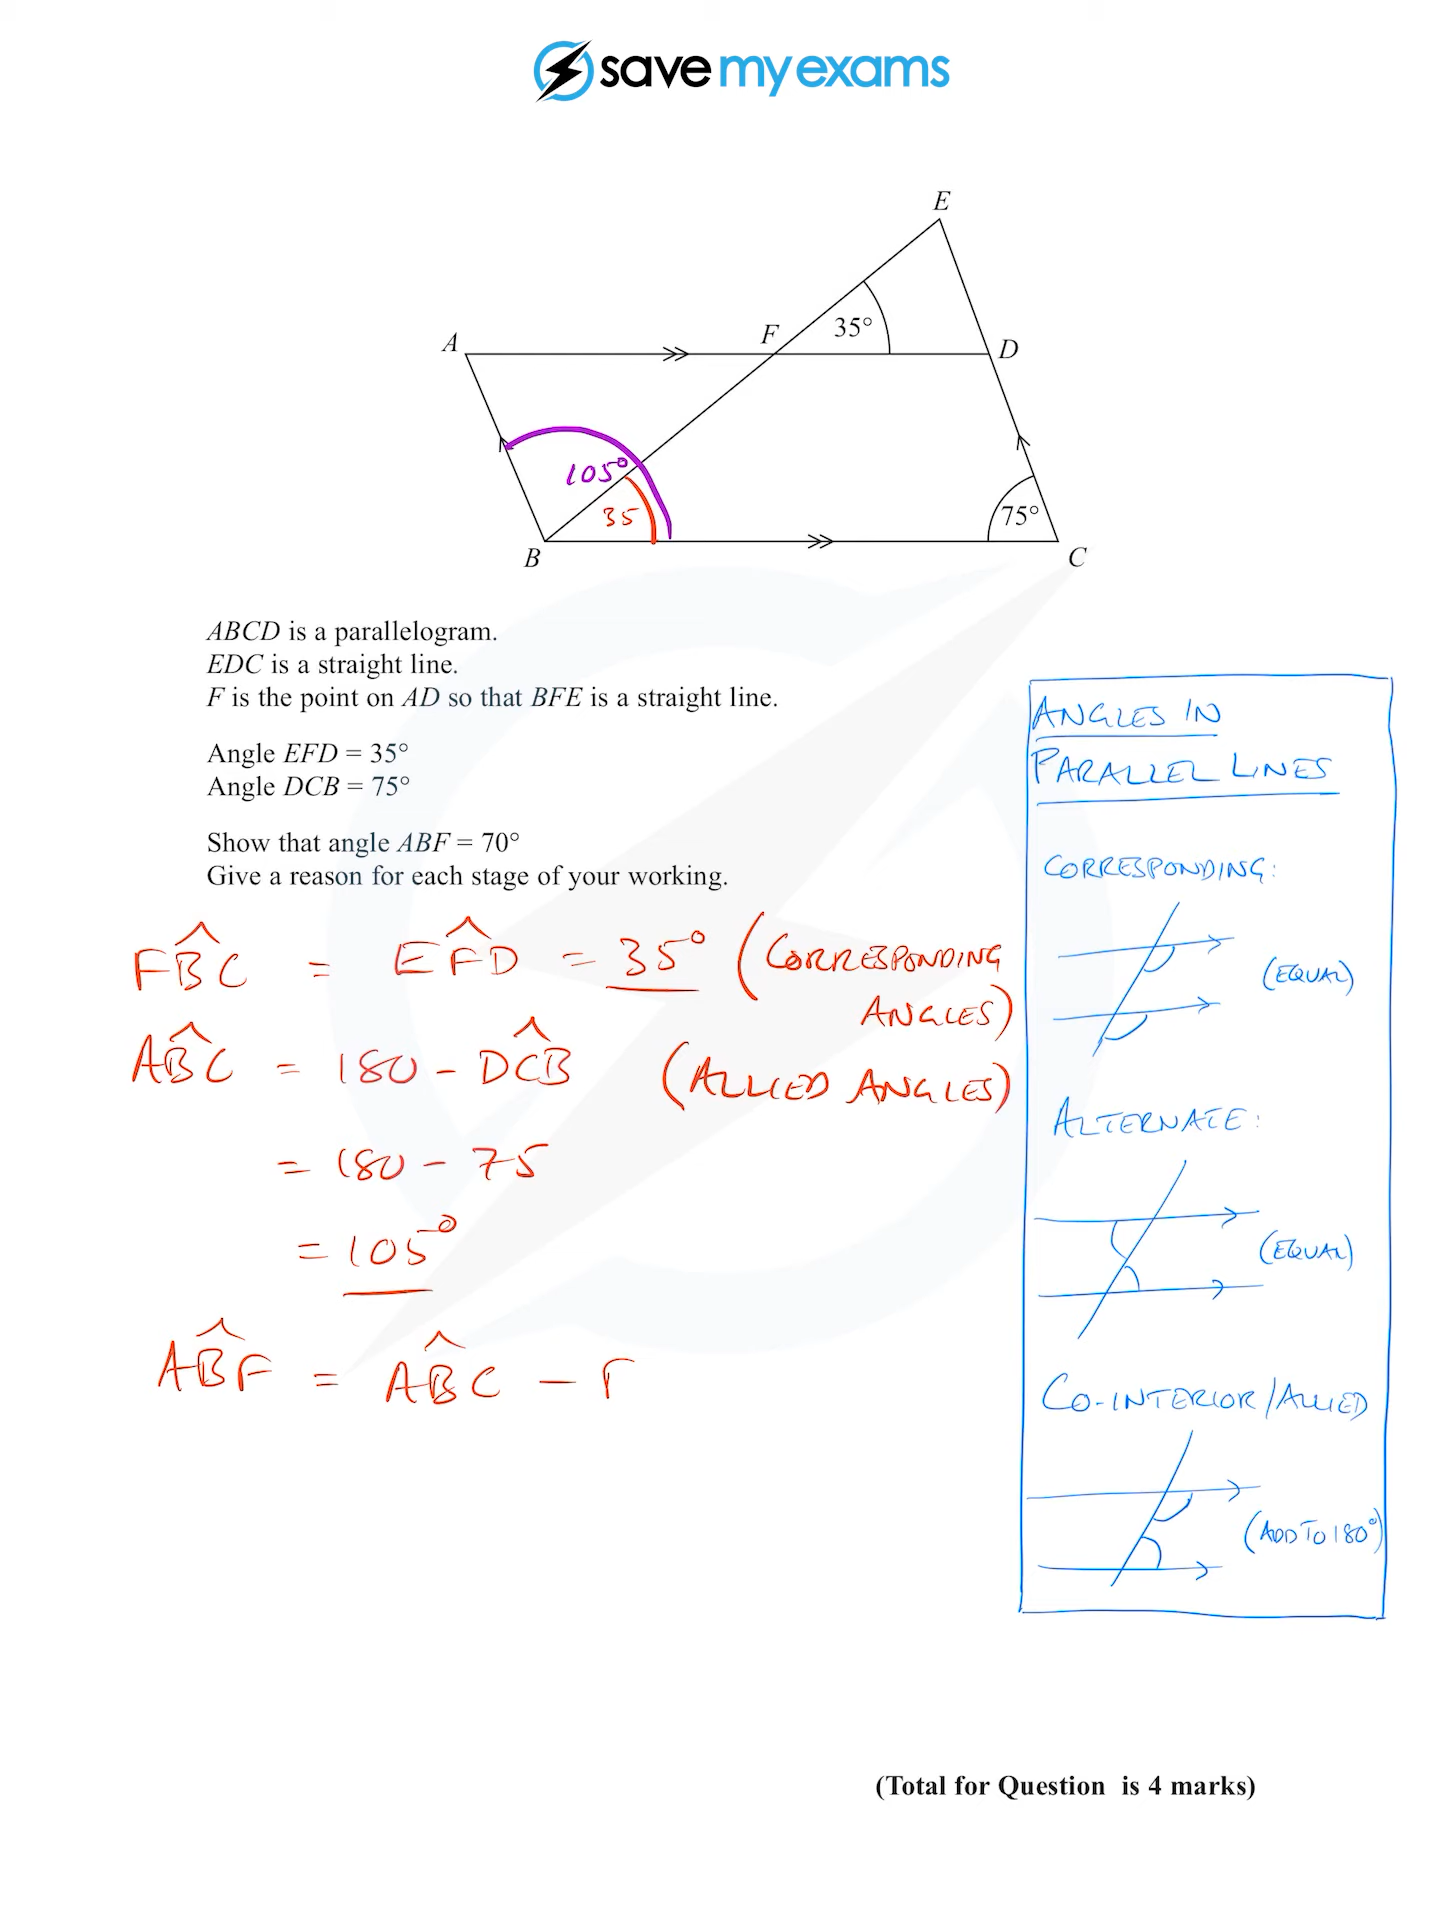 save my exams
E
A
F
35°
D
105°
35
75°
B
C
ABCD is a parallelogram.
EDC is a straight line.
F is the point on AD so that BFE is a straight line.
Angle EFD = 35°
Angle DCB = 75°
Show that angle ABF = 70°
Give a reason for each stage of your working.
FB̂C = EF̂D = 35° (CORRESPONDING
ANGLES)
AB̂C = 180 - DĈB (ALLIED ANGLES)
= 180 - 75
= 105°
AB̂F = AB̂C -
ANGLES IN
PARALLEL LINES
CORRESPONDING:
(EQUAL)
ALTERNATE:
(EQUAL)
CO-INTERIOR/ALLIED
(ADD TO 180°)
(Total for Question is 4 marks)